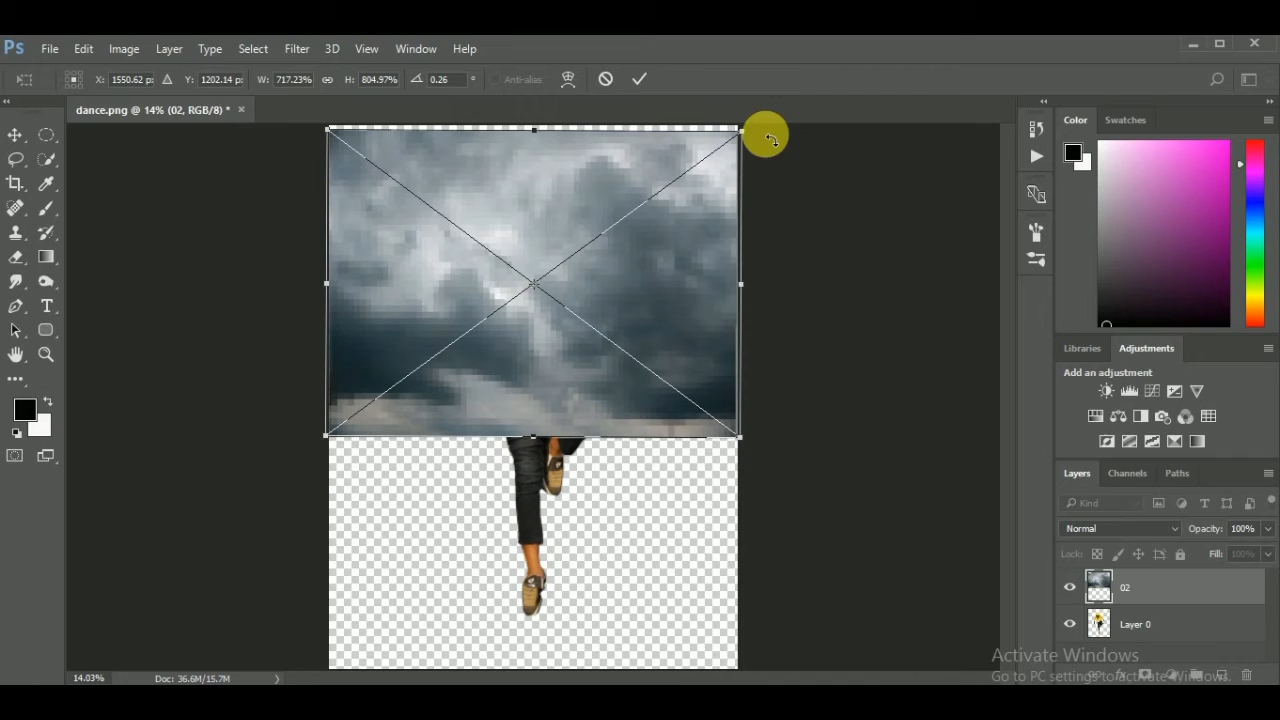 Ps File Edit Image Layer Type Select Filter 3D View Window Help
X: 1550.62 px Y: 1202.14 px W: 717.23% H: 804.97% 0.26 ° Anti-alias
dance.png @ 14% (02, RGB/8) * ×
Color Swatches
Libraries Adjustments
Add an adjustment
Layers Channels Paths
Kind
Normal Opacity: 100%
Lock: Fill: 100%
02
Layer 0
Activate Windows
Go to PC settings to activate Windows.
14.03% Doc: 36.6M/15.7M